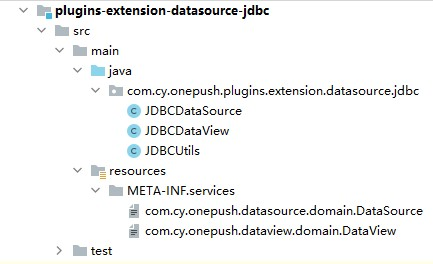 plugins-extension-datasource-jdbc
src
main
java
com.cy.onepush.plugins.extension.datasource.jdbc
JDBCDataSource
JDBCDataView
JDBCUtils
resources
META-INF.services
com.cy.onepush.datasource.domain.DataSource
com.cy.onepush.dataview.domain.DataView
test